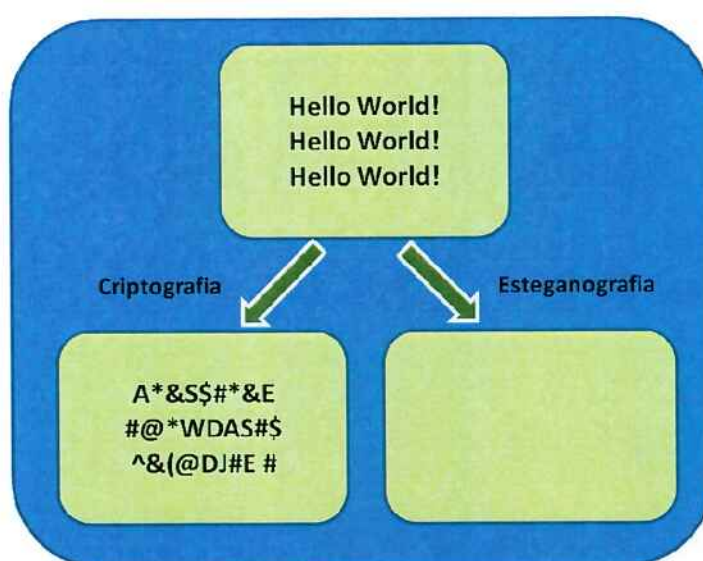 Hello World!
Hello World!
Hello World!
Criptografia
Esteganografia
A*&S$#*&E
#@*WDAS#$
^&(@DJ#E #